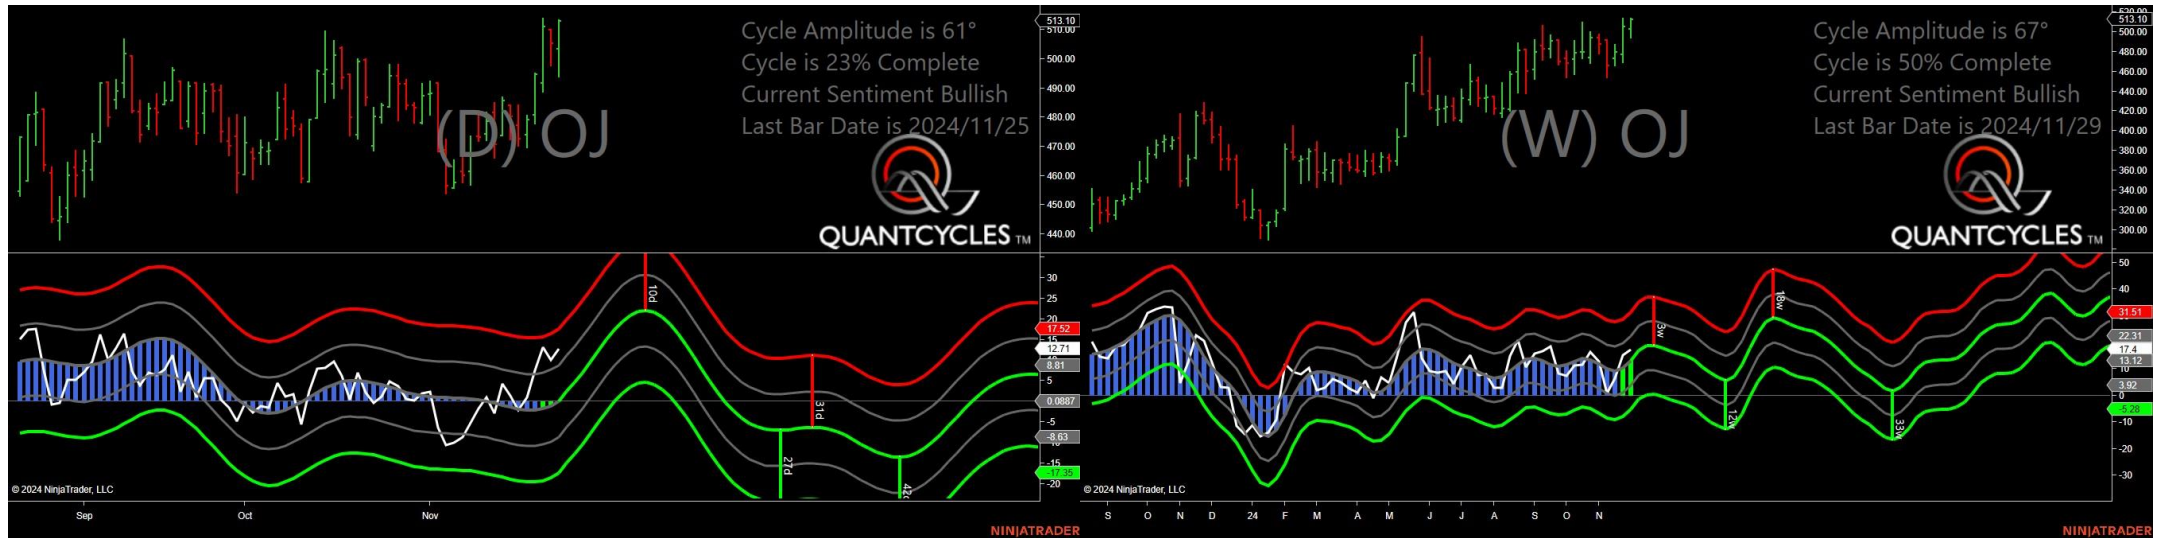 Cycle Amplitude is 61°
Cycle is 23% Complete
Current Sentiment Bullish
Last Bar Date is 2024/11/25
(D) OJ
QUANTCYCLES TM
513.10
510.00
500.00
490.00
480.00
470.00
460.00
450.00
440.00
30
25
20
17.52
15
12.71
8.81
5
0.0887
-5
-8.63
-15
-17.35
-20
10d
31d
27d
42d
© 2024 NinjaTrader, LLC
Sep Oct Nov
NINJATRADER
Cycle Amplitude is 67°
Cycle is 50% Complete
Current Sentiment Bullish
Last Bar Date is 2024/11/29
(W) OJ
QUANTCYCLES TM
520.00
513.10
500.00
480.00
460.00
440.00
420.00
400.00
380.00
360.00
340.00
320.00
300.00
50
40
31.51
22.31
17.4
13.12
10
3.92
0
-5.28
-10
-20
-30
3w
18w
12w
33w
© 2024 NinjaTrader, LLC
S O N D 24 F M A M J J A S O N
NINJATRADER